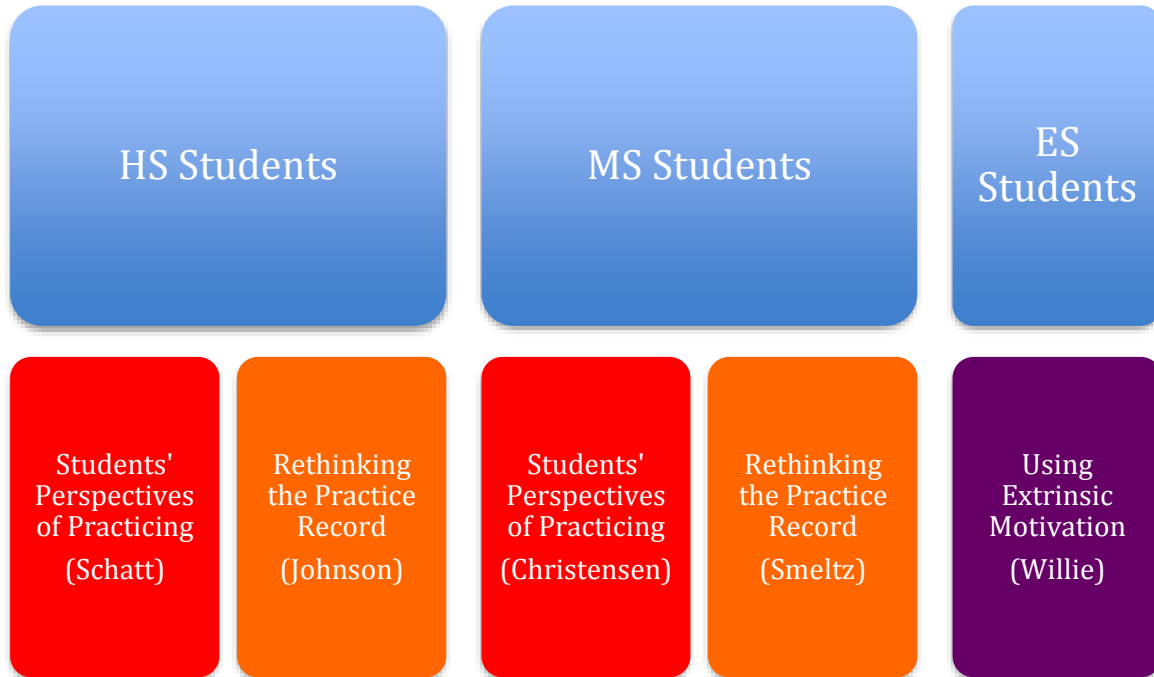 HS Students
MS Students
ES
Students
Students'
Perspectives
of Practicing
(Schatt)
Rethinking
the Practice
Record
(Johnson)
Students'
Perspectives
of Practicing
(Christensen)
Rethinking
the Practice
Record
(Smeltz)
Using
Extrinsic
Motivation
(Willie)